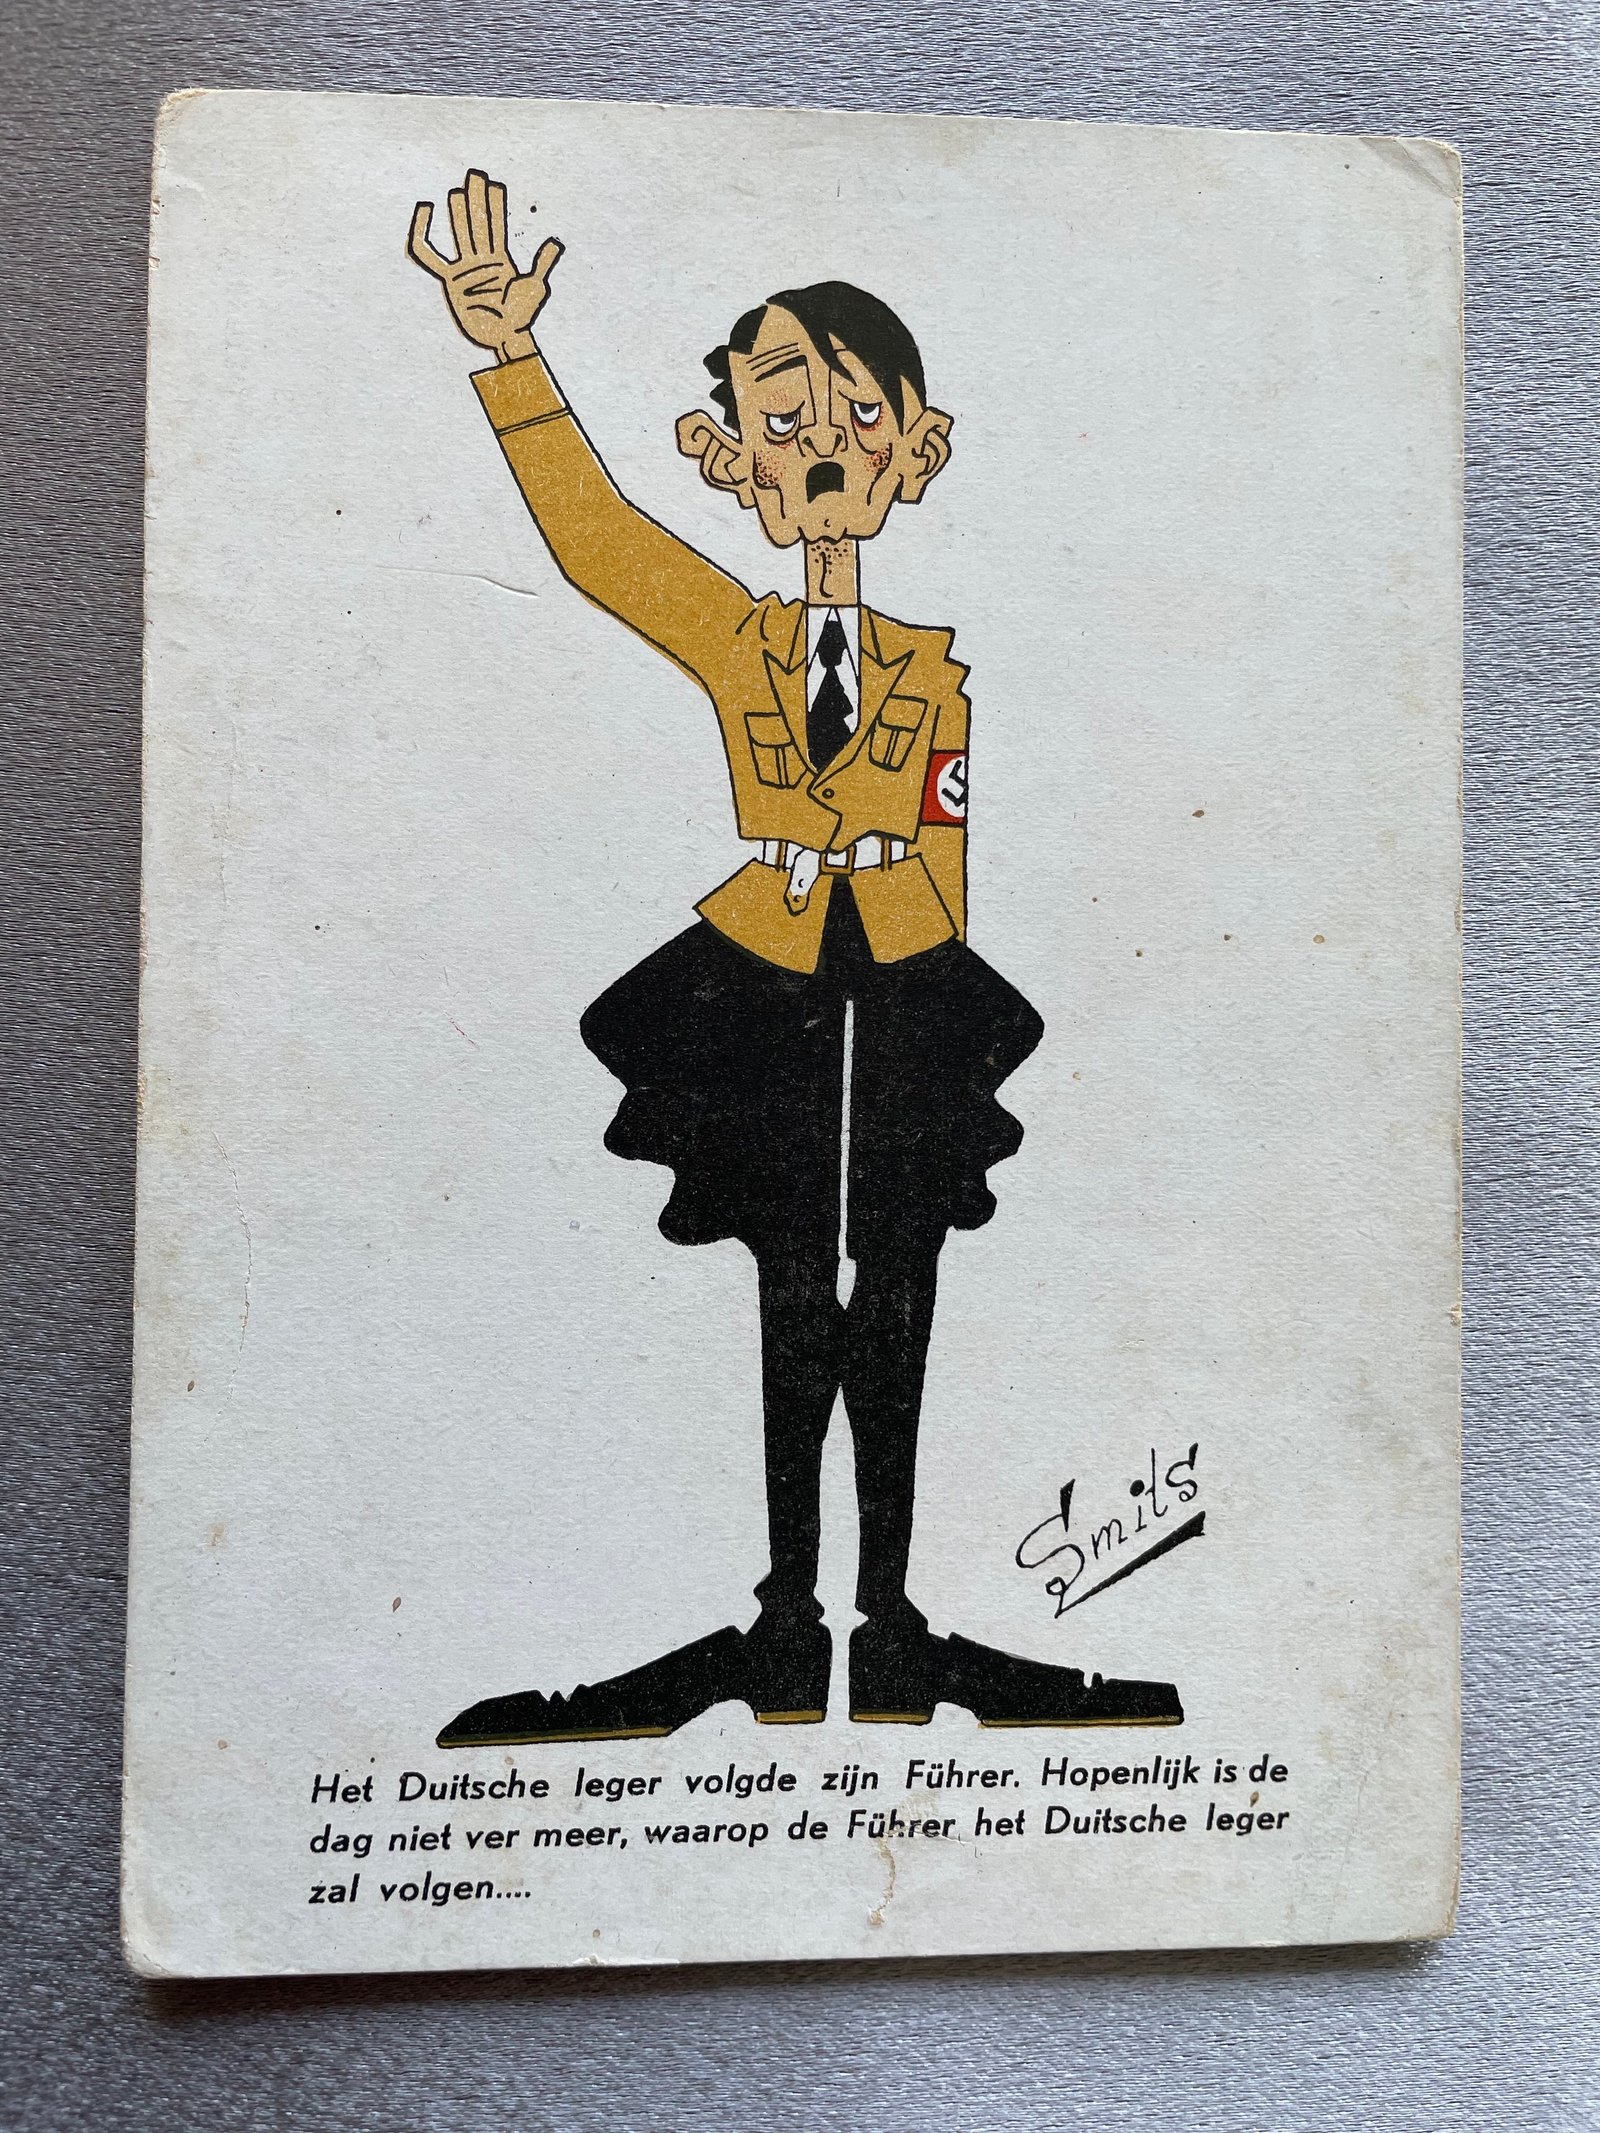 Smits
Het Duitsche leger volgde zijn Führer. Hopenlijk is de
dag niet ver meer, waarop de Führer het Duitsche leger
zal volgen....